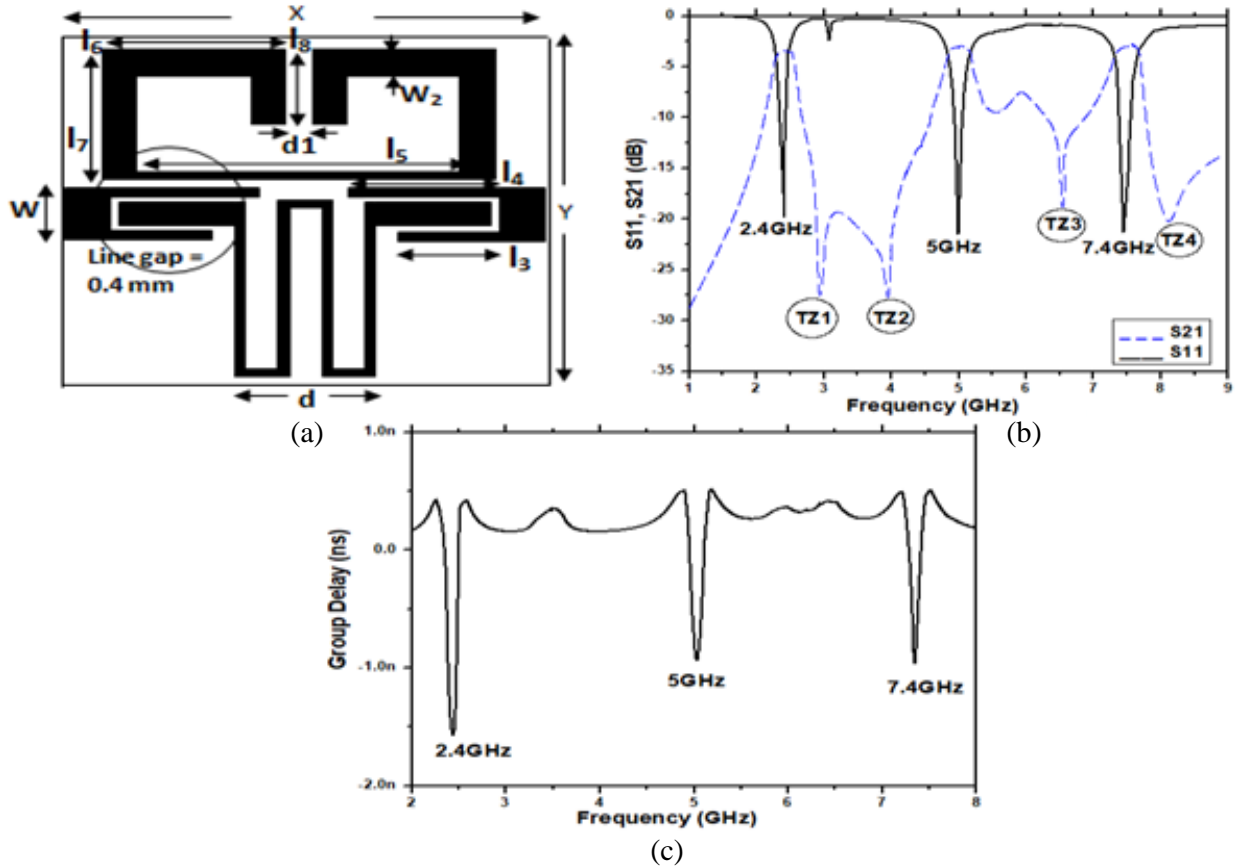 X
l6
l8
W2
l7
d1
l5
l4
W
Y
Line gap =
0.4 mm
l3
d
(a)
S11, S21 (dB)
0
-5
-10
-15
-20
-25
-30
-35
2.4GHz
5GHz
7.4GHz
TZ1
TZ2
TZ3
TZ4
S21
S11
1 2 3 4 5 6 7 8 9
Frequency (GHz)
(b)
Group Delay (ns)
1.0n
0.0n
-1.0n
-2.0n
2.4GHz
5GHz
7.4GHz
2 3 4 5 6 7 8
Frequency (GHz)
(c)